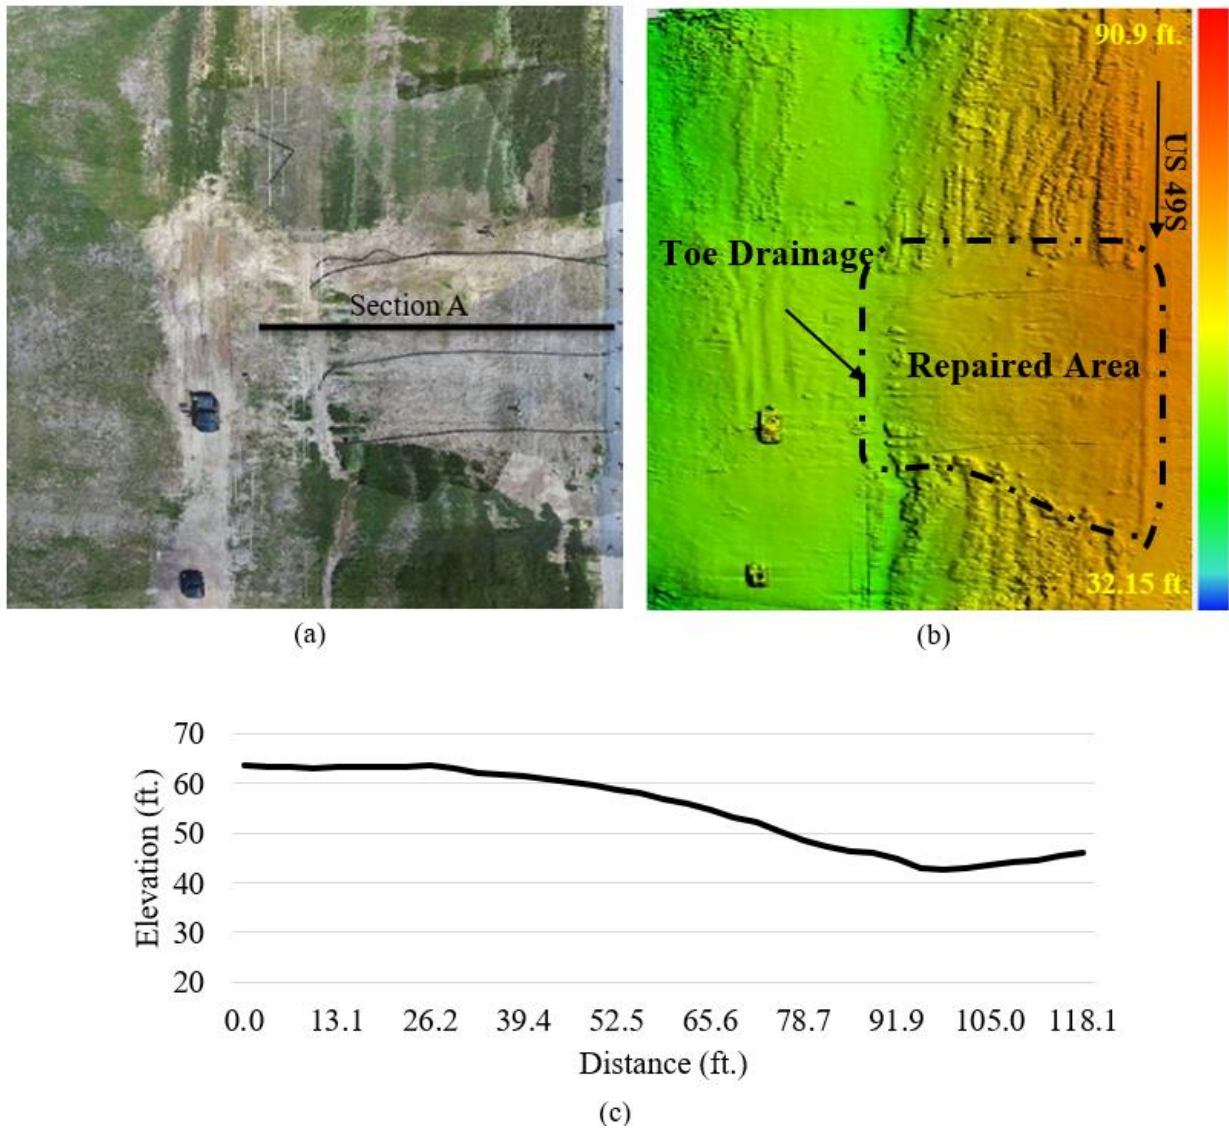 Section A
(a)
90.9 ft.
US 49S
Toe Drainage
Repaired Area
32.15 ft.
(b)
70
60
50
40
30
20
Elevation (ft.)
0.0 13.1 26.2 39.4 52.5 65.6 78.7 91.9 105.0 118.1
Distance (ft.)
(c)